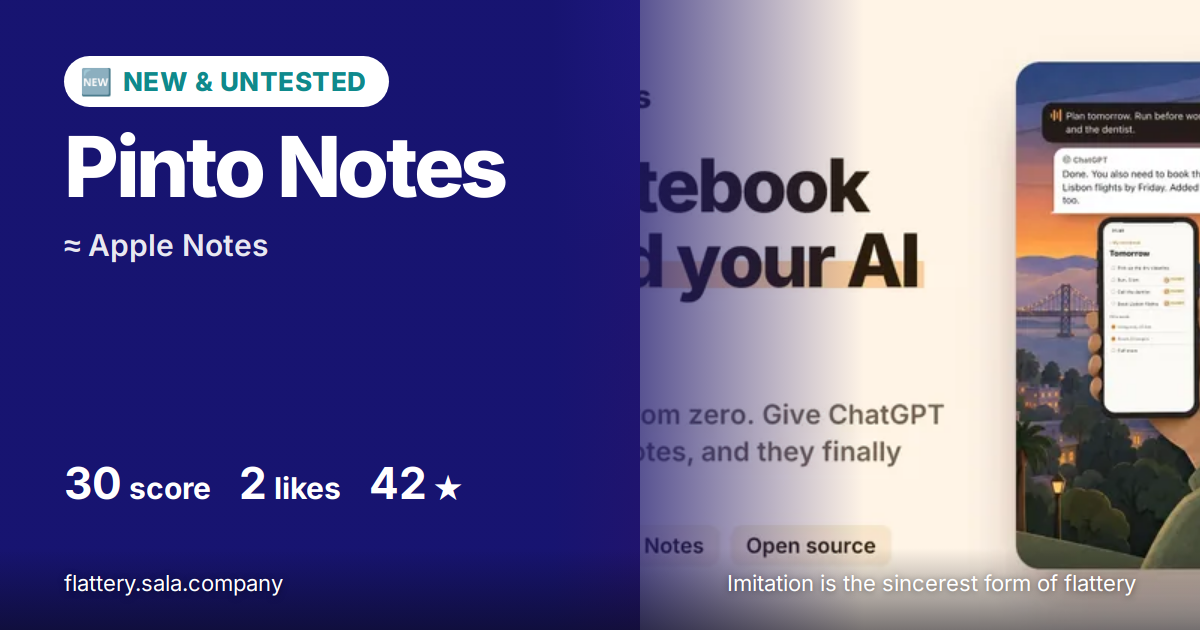 NEW
NEW & UNTESTED
Pinto Notes
≈ Apple Notes
30 score 2 likes 42 ★
flattery.sala.company
s
tebook
d your AI
om zero. Give ChatGPT
otes, and they finally
Notes
Open source
Plan tomorrow. Run before wo
and the dentist.
ChatGPT
Done. You also need to book th
Lisbon flights by Friday. Added
too.
Tomorrow
Imitation is the sincerest form of flattery